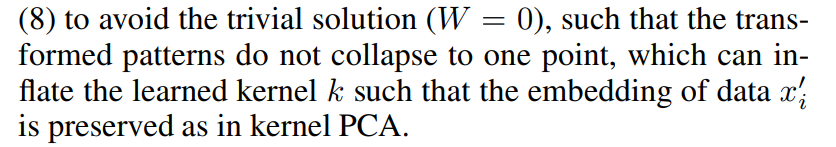 (8) to avoid the trivial solution (W = 0), such that the trans-
formed patterns do not collapse to one point, which can in-
flate the learned kernel k such that the embedding of data x′ᵢ
is preserved as in kernel PCA.